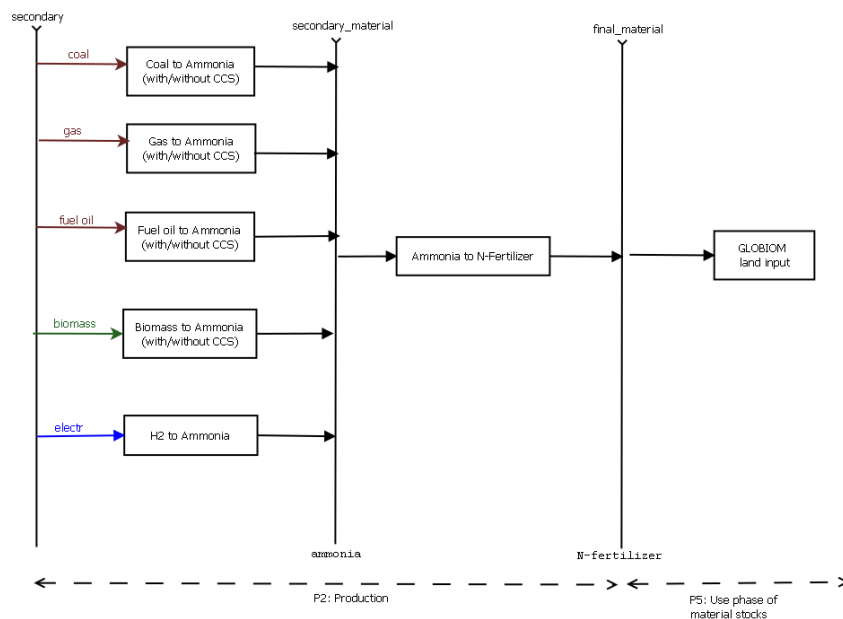 secondary
secondary_material
final_material
coal
Coal to Ammonia
(with/without CCS)
gas
Gas to Ammonia
(with/without CCS)
fuel oil
Fuel oil to Ammonia
(with/without CCS)
Ammonia to N-Fertilizer
GLOBIOM
land input
biomass
Biomass to Ammonia
(with/without CCS)
electr
H2 to Ammonia
ammonia
N-fertilizer
P2: Production
P5: Use phase of
material stocks